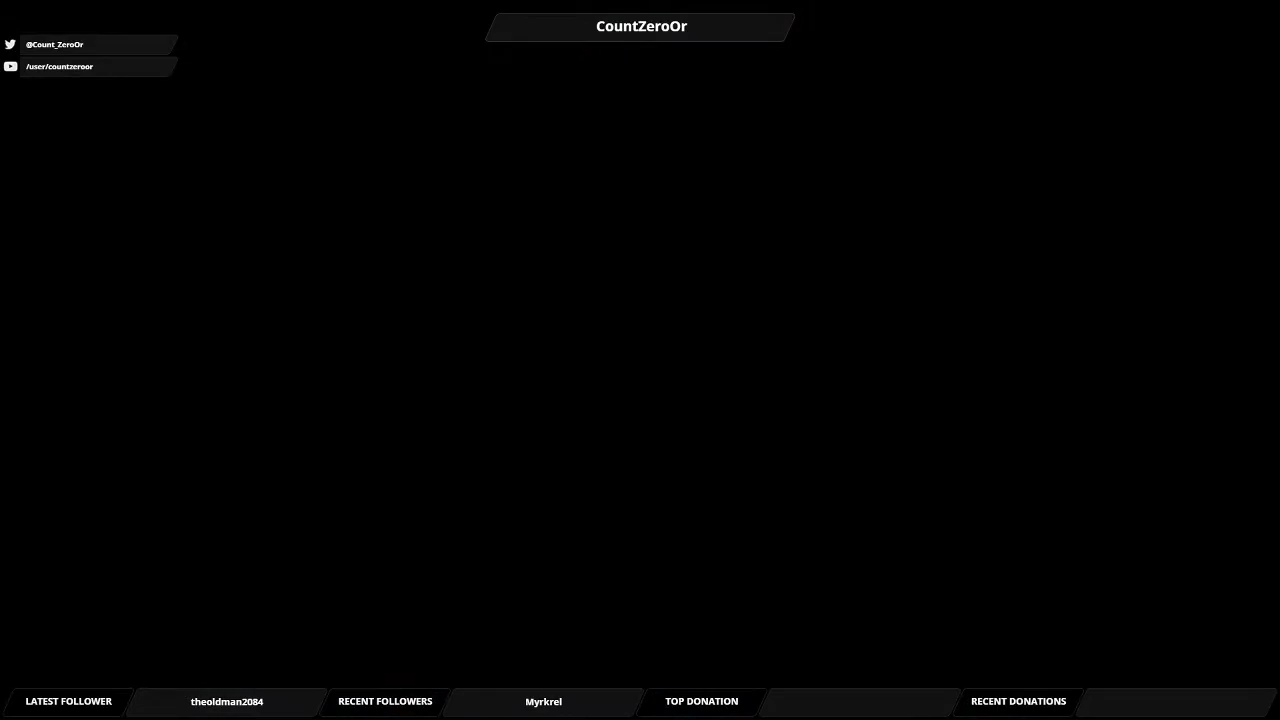 CountZeroOr
@Count_ZeroOr
/user/countzeroor
LATEST FOLLOWER theoldman2084 RECENT FOLLOWERS Myrkrel TOP DONATION RECENT DONATIONS